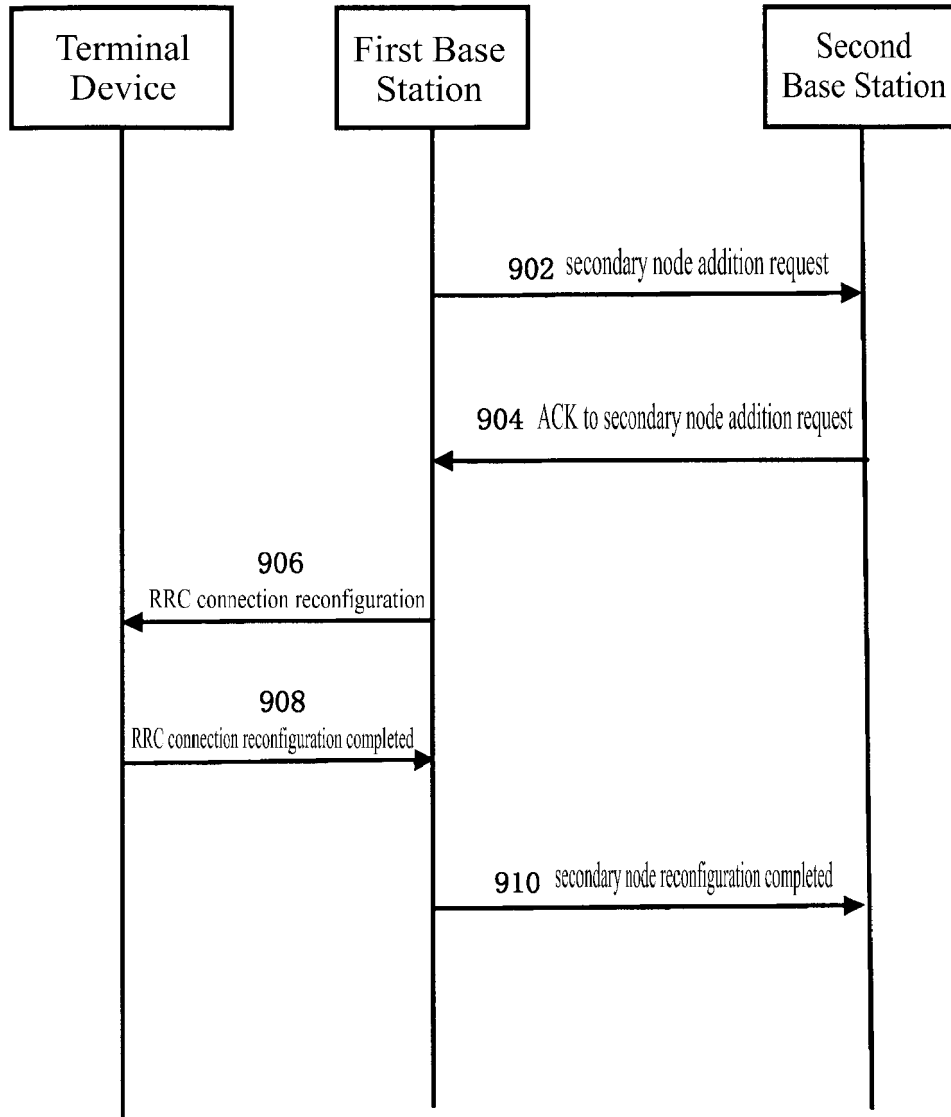 Terminal
Device
First Base
Station
Second
Base Station
902 secondary node addition request
904 ACK to secondary node addition request
906
RRC connection reconfiguration
908
RRC connection reconfiguration completed
910 secondary node reconfiguration completed